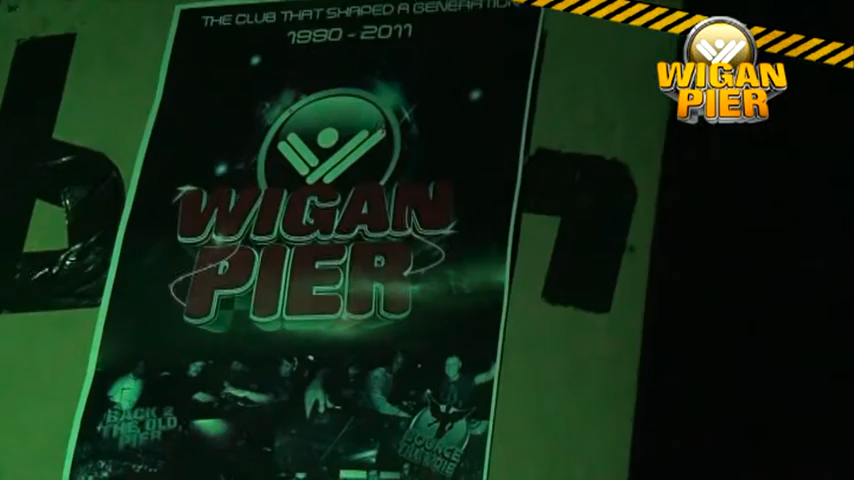 THE CLUB THAT SHAPED A GENERATION
1990 - 2011
WIGAN
PIER
BACK 2
THE OLD
PIER
BOUNCE
WIGAN
PIER